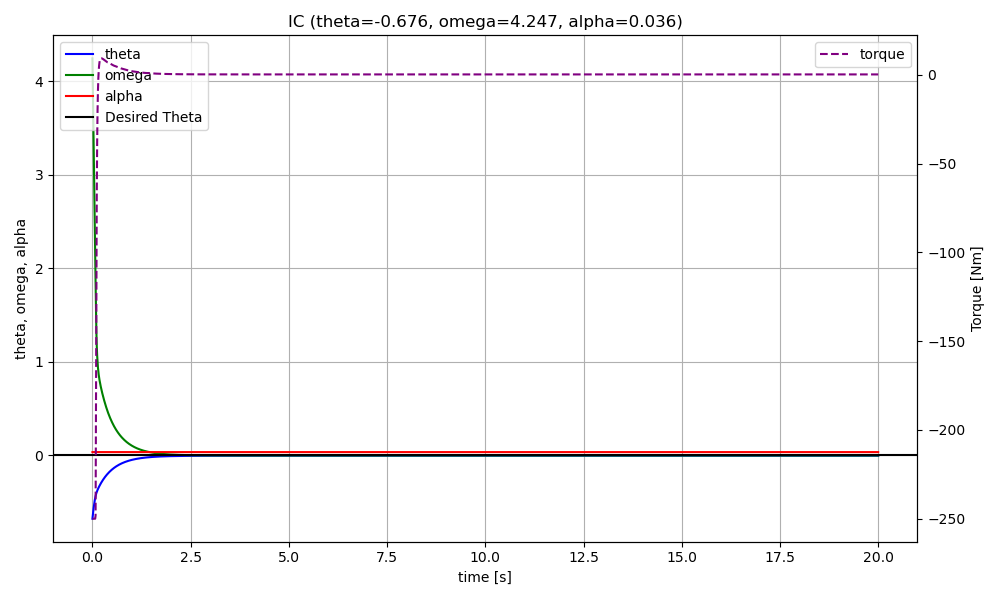 IC (theta=-0.676, omega=4.247, alpha=0.036)
theta
omega
alpha
Desired Theta
torque
theta, omega, alpha
4
3
2
1
0
0
−50
−100
−150
−200
−250
Torque [Nm]
0.0 2.5 5.0 7.5 10.0 12.5 15.0 17.5 20.0
time [s]